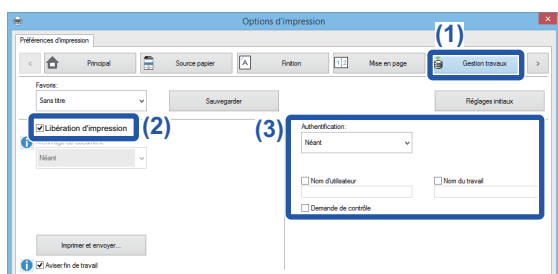 Options d'impression
Préférences d'impression
(1)
Principal
Source papier
A
Finition
1 2
Mise en page
Gestion travaux
Favoris:
Sans titre
Sauvegarder
Réglages initiaux
Libération d'impression
(2)
(3)
Authentification:
Néant
Néant
Nom d'utilisateur
Nom du travail
Demande de contrôle
Imprimer et envoyer...
Aviser fin de travail